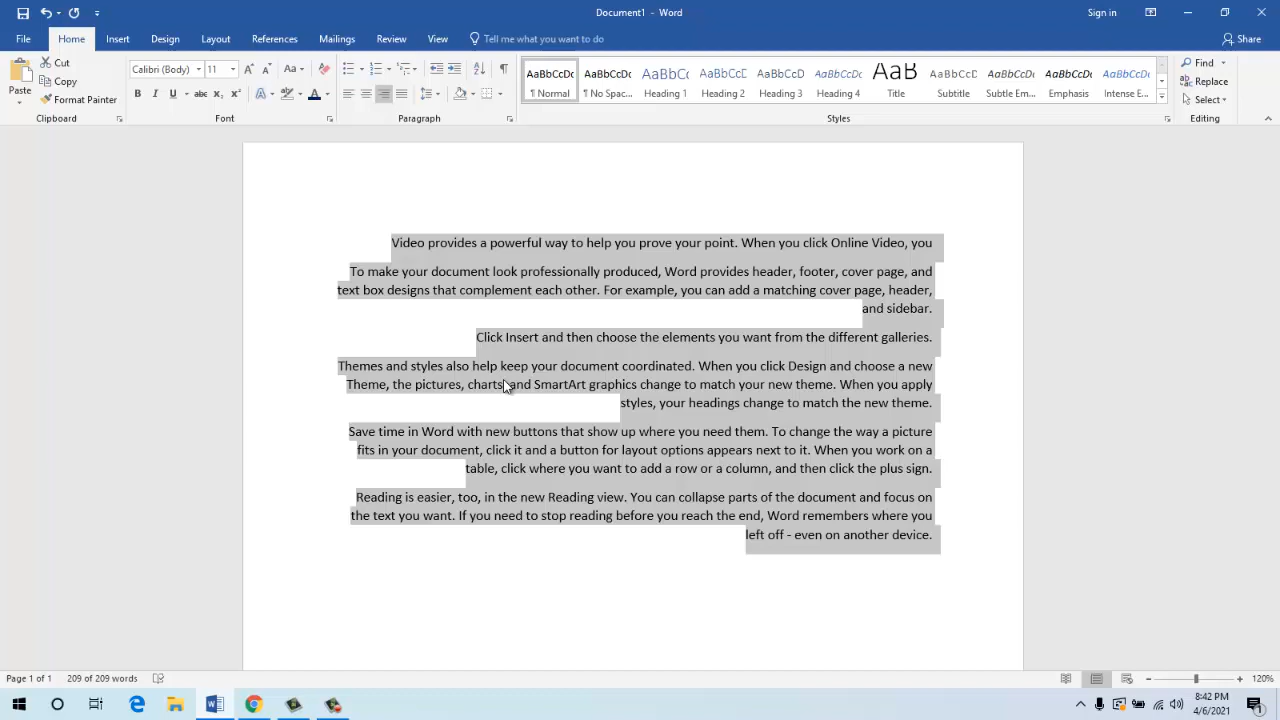 Document1 - Word
Sign in
File Home Insert Design Layout References Mailings Review View Tell me what you want to do Share
Paste
Cut
Copy
Format Painter
Clipboard
Calibri (Body) 11
Aa
B I U abc X₂ X² A A
Font
Paragraph
AaBbCcDc AaBbCcDc AaBbCc AaBbCcD AaBbCcD AaBbCcDc AaB AaBbCcD AaBbCcDc AaBbCcDc AaBbCcDc
¶ Normal ¶ No Spac... Heading 1 Heading 2 Heading 3 Heading 4 Title Subtitle Subtle Em... Emphasis Intense E...
Styles
Find
Replace
Select
Editing
Video provides a powerful way to help you prove your point. When you click Online Video, you
To make your document look professionally produced, Word provides header, footer, cover page, and
text box designs that complement each other. For example, you can add a matching cover page, header,
and sidebar.
Click Insert and then choose the elements you want from the different galleries.
Themes and styles also help keep your document coordinated. When you click Design and choose a new
Theme, the pictures, charts, and SmartArt graphics change to match your new theme. When you apply
styles, your headings change to match the new theme.
Save time in Word with new buttons that show up where you need them. To change the way a picture
fits in your document, click it and a button for layout options appears next to it. When you work on a
table, click where you want to add a row or a column, and then click the plus sign.
Reading is easier, too, in the new Reading view. You can collapse parts of the document and focus on
the text you want. If you need to stop reading before you reach the end, Word remembers where you
left off - even on another device.
Page 1 of 1 209 of 209 words
120%
8:42 PM
4/6/2021